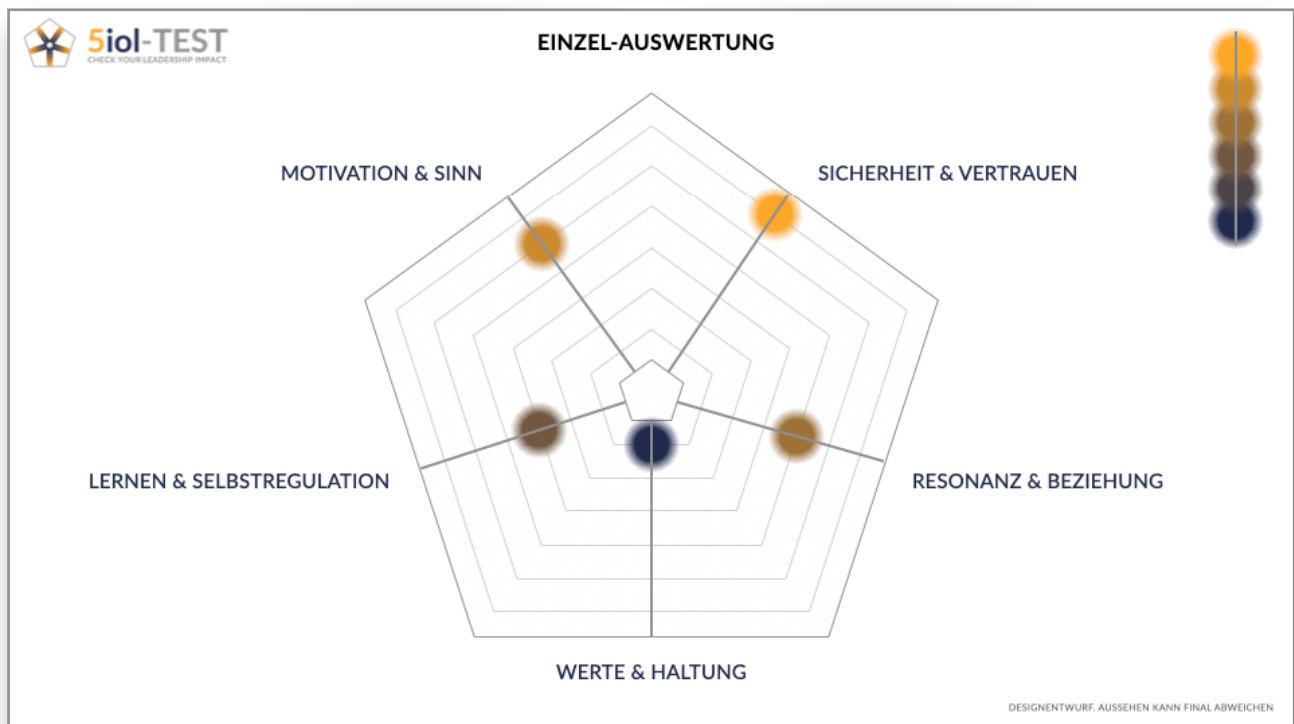 5iol-TEST
CHECK YOUR LEADERSHIP IMPACT
EINZEL-AUSWERTUNG
MOTIVATION & SINN
SICHERHEIT & VERTRAUEN
LERNEN & SELBSTREGULATION
RESONANZ & BEZIEHUNG
WERTE & HALTUNG
DESIGNENTWURF. AUSSEHEN KANN FINAL ABWEICHEN